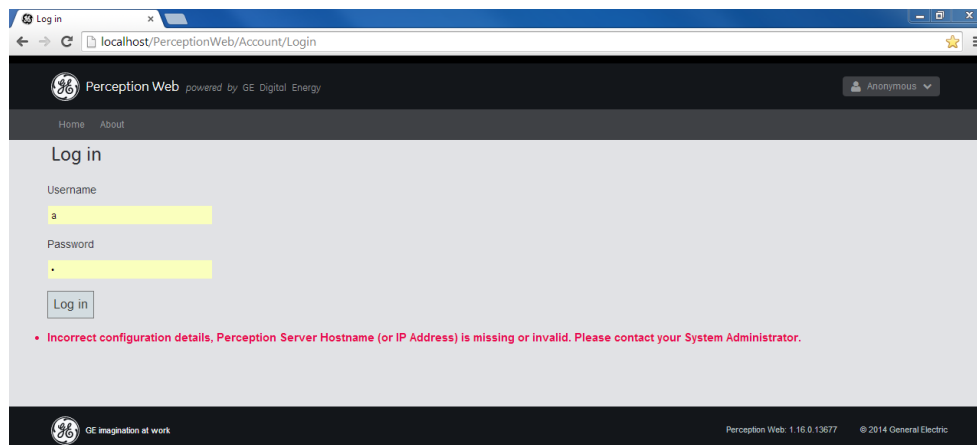 Log in
localhost/PerceptionWeb/Account/Login
Perception Web powered by GE Digital Energy
Anonymous
Home About
Log in
Username
a
Password
Log in
• Incorrect configuration details, Perception Server Hostname (or IP Address) is missing or invalid. Please contact your System Administrator.
GE imagination at work
Perception Web: 1.16.0.13677 © 2014 General Electric